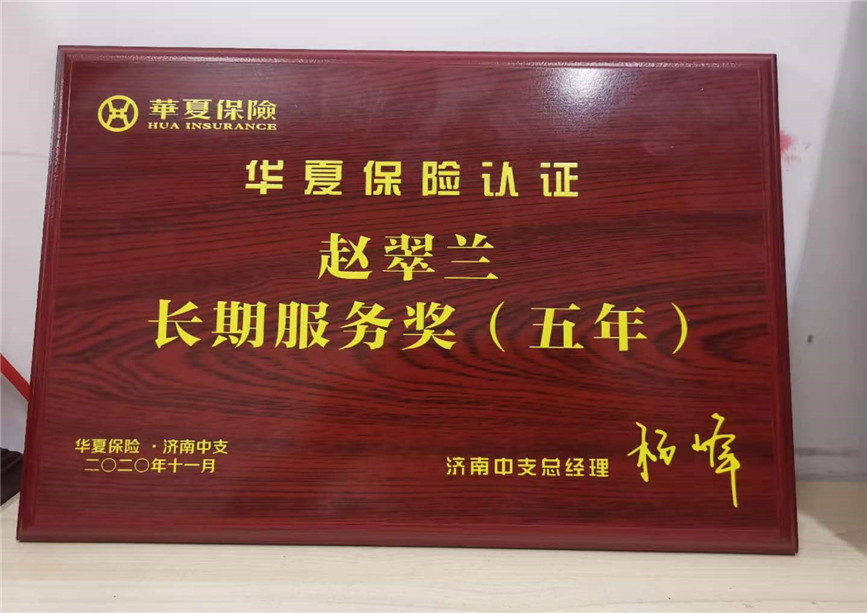 華夏保險
HUA INSURANCE
华夏保险认证
赵翠兰
长期服务奖（五年）
华夏保险·济南中支
二〇二〇年十一月
济南中支总经理 杨峰